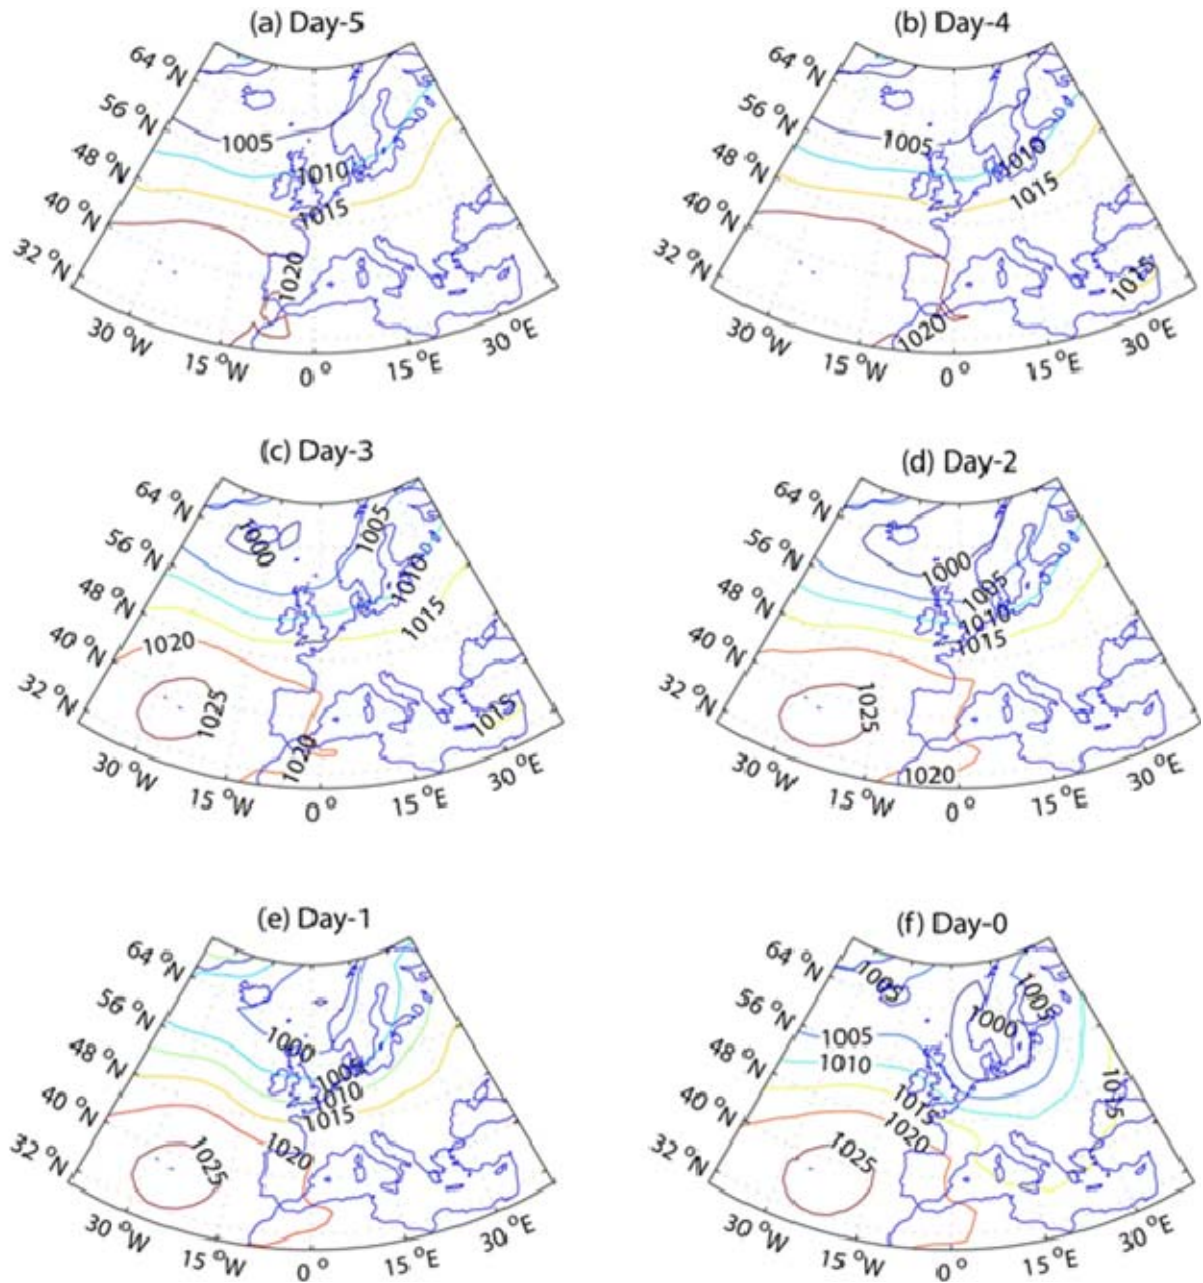 (a) Day-5
64 °N
56 °N
48 °N
40 °N
32 °N
1005
1010
1015
1020
30 °W
15 °W
0 °
15 °E
30 °E
(b) Day-4
64 °N
56 °N
48 °N
40 °N
32 °N
1005
1010
1015
1015
1020
30 °W
15 °W
0 °
15 °E
30 °E
(c) Day-3
64 °N
56 °N
48 °N
40 °N
32 °N
1000
1005
1010
1015
1020
1025
1015
1020
30 °W
15 °W
0 °
15 °E
30 °E
(d) Day-2
64 °N
56 °N
48 °N
40 °N
32 °N
1000
1005
1010
1015
1025
1020
30 °W
15 °W
0 °
15 °E
30 °E
(e) Day-1
64 °N
56 °N
48 °N
40 °N
32 °N
1000
1005
1010
1015
1020
1025
30 °W
15 °W
0 °
15 °E
30 °E
(f) Day-0
64 °N
56 °N
48 °N
40 °N
32 °N
1005
1005
1000
1005
1010
1015
1015
1020
1025
30 °W
15 °W
0 °
15 °E
30 °E